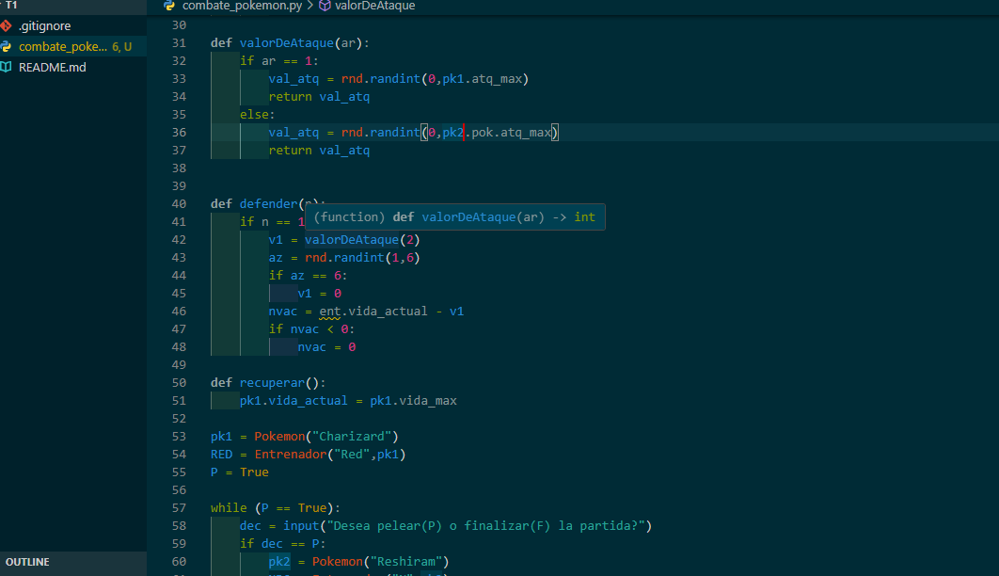 T1
combate_pokemon.py > valorDeAtaque
.gitignore
combate_poke... 6, U
README.md
30
31 def valorDeAtaque(ar):
32 if ar == 1:
33 val_atq = rnd.randint(0,pk1.atq_max)
34 return val_atq
35 else:
36 val_atq = rnd.randint(0,pk2.pok.atq_max)
37 return val_atq
38
39
40 def defender(n):
(function) def valorDeAtaque(ar) -> int
41 if n == 1
42 v1 = valorDeAtaque(2)
43 az = rnd.randint(1,6)
44 if az == 6:
45 v1 = 0
46 nvac = ent.vida_actual - v1
47 if nvac < 0:
48 nvac = 0
49
50 def recuperar():
51 pk1.vida_actual = pk1.vida_max
52
53 pk1 = Pokemon("Charizard")
54 RED = Entrenador("Red",pk1)
55 P = True
56
57 while (P == True):
58 dec = input("Desea pelear(P) o finalizar(F) la partida?")
59 if dec == P:
60 pk2 = Pokemon("Reshiram")
OUTLINE